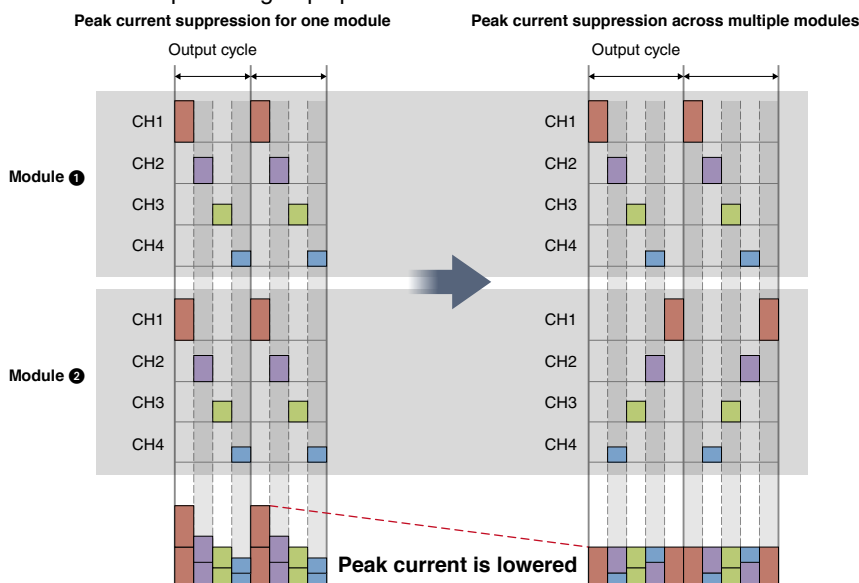 Peak current suppression for one module
Peak current suppression across multiple modules
Output cycle
Output cycle
Module ❶
CH1
CH2
CH3
CH4
CH1
CH2
CH3
CH4
Module ❷
CH1
CH2
CH3
CH4
CH1
CH2
CH3
CH4
Peak current is lowered